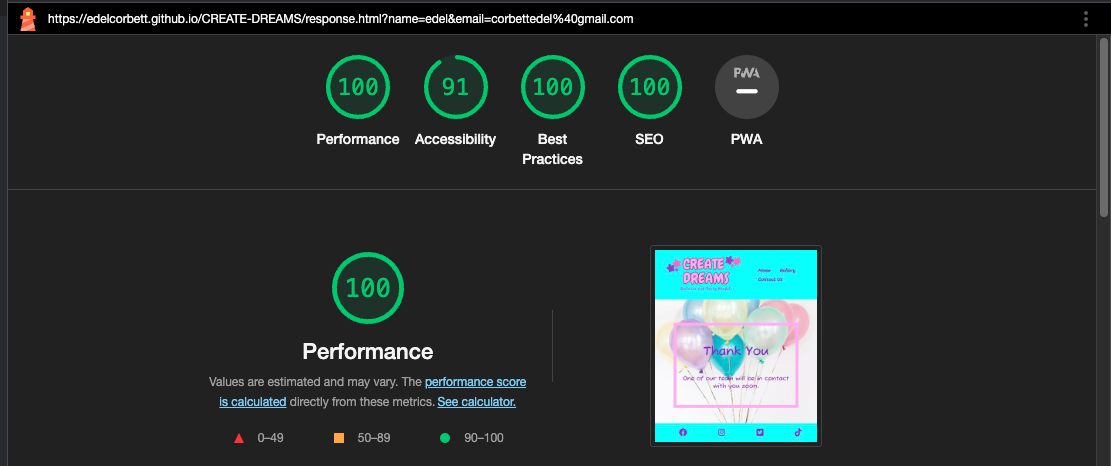 https://edelcorbett.github.io/CREATE-DREAMS/response.html?name=edel&email=corbettedel%40gmail.com
100
91
100
100
PWA
Performance
Accessibility
Best
Practices
SEO
PWA
100
Performance
Values are estimated and may vary. The performance score
is calculated directly from these metrics. See calculator.
0–49
50–89
90–100
CREATE
DREAMS
Home
Gallery
Contact Us
Thank You
One of our team will be in contact
with you zoom.